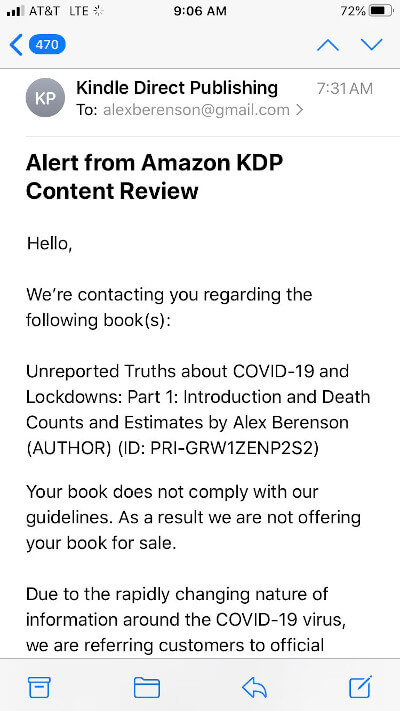 AT&T LTE 9:06 AM 72%
470
KP Kindle Direct Publishing 7:31 AM
To: alexberenson@gmail.com
Alert from Amazon KDP
Content Review
Hello,
We're contacting you regarding the
following book(s):
Unreported Truths about COVID-19 and
Lockdowns: Part 1: Introduction and Death
Counts and Estimates by Alex Berenson
(AUTHOR) (ID: PRI-GRW1ZENP2S2)
Your book does not comply with our
guidelines. As a result we are not offering
your book for sale.
Due to the rapidly changing nature of
information around the COVID-19 virus,
we are referring customers to official